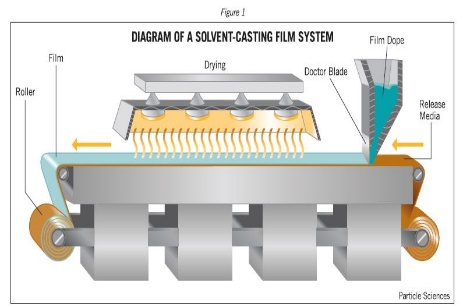 Figure 1
DIAGRAM OF A SOLVENT-CASTING FILM SYSTEM
Film Dope
Film
Drying
Doctor Blade
Roller
Release
Media
Particle Sciences